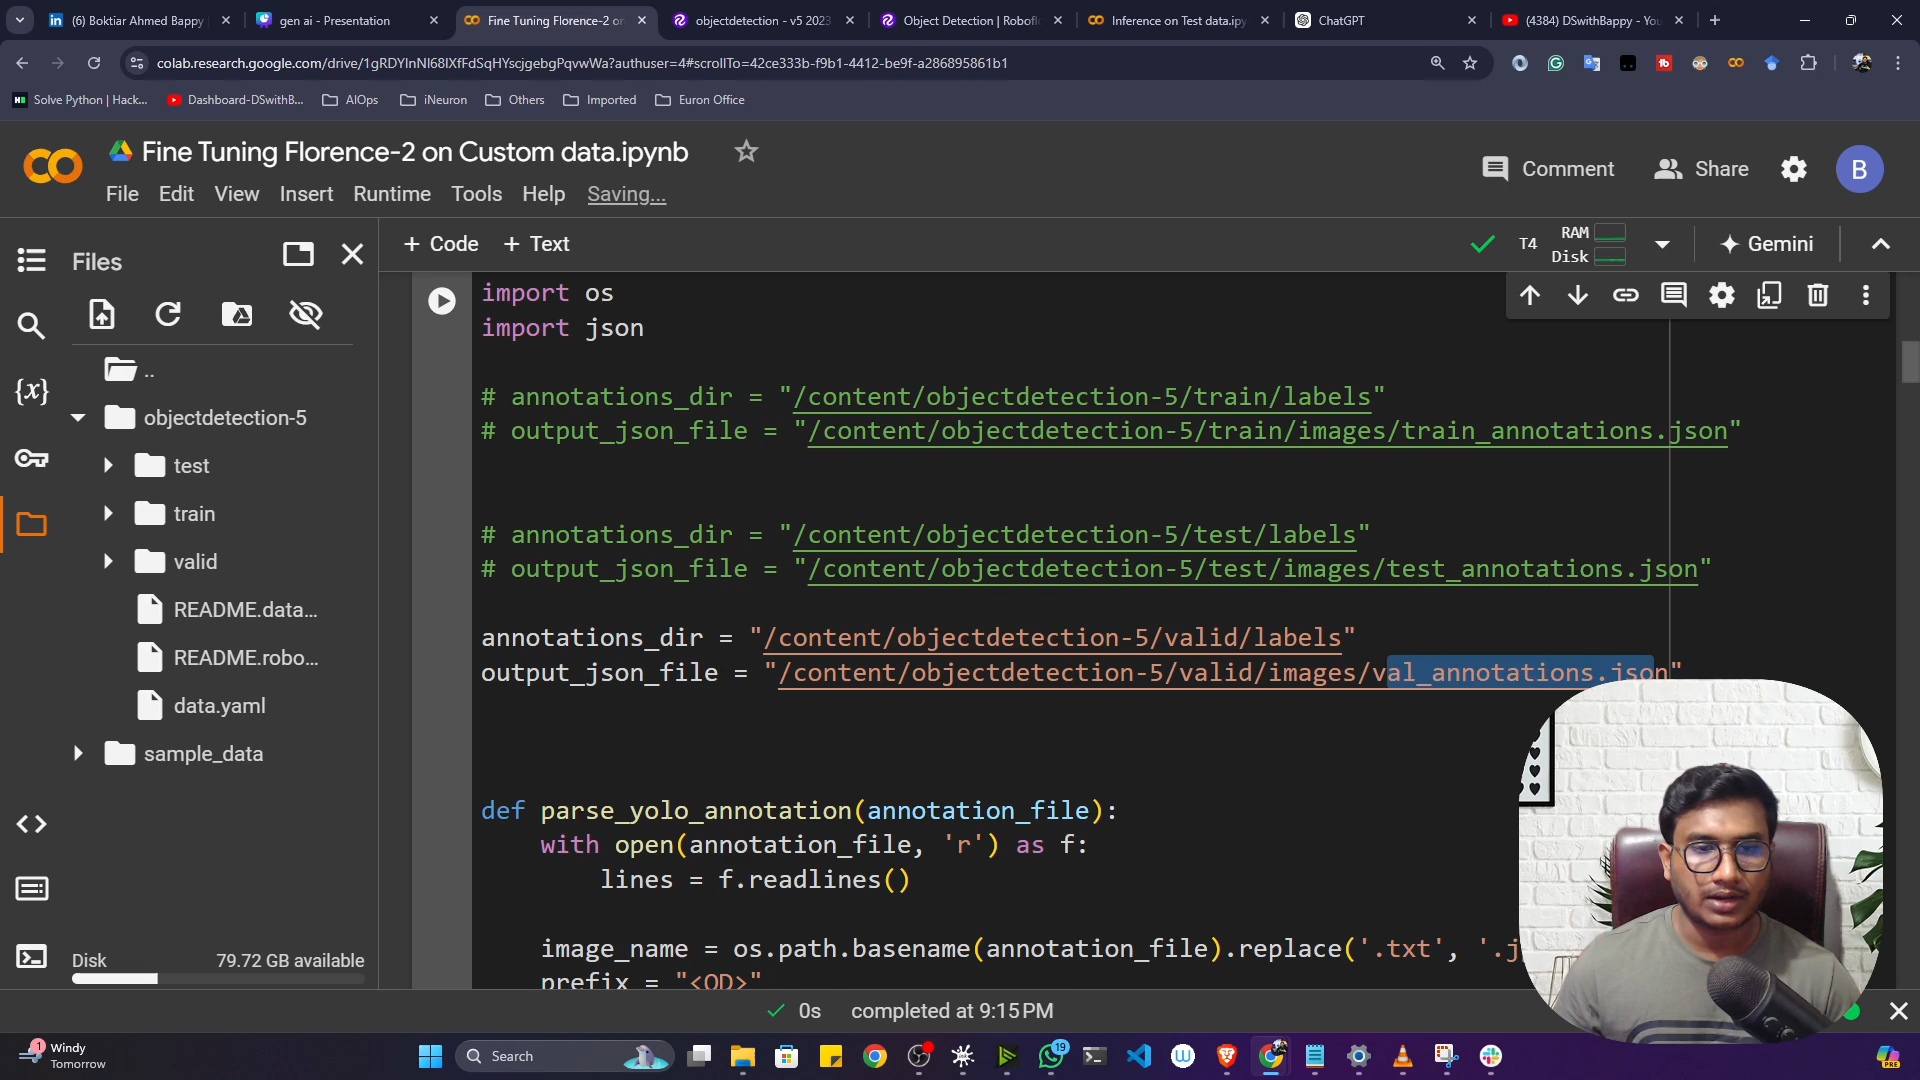 (6) Boktiar Ahmed Bappy
gen ai - Presentation
Fine Tuning Florence-2 on
objectdetection - v5 2023
Object Detection | Robofl
Inference on Test data.ipy
ChatGPT
(4384) DSwithBappy - You
colab.research.google.com/drive/1gRDYlnNl68lXfFdSqHYscjgebgPqvwWa?authuser=4#scrollTo=42ce333b-f9b1-4412-be9f-a286895861b1
Solve Python | Hack...
Dashboard-DSwithB...
AIOps
iNeuron
Others
Imported
Euron Office
Fine Tuning Florence-2 on Custom data.ipynb
Comment
Share
B
File Edit View Insert Runtime Tools Help Saving...
Files
+ Code + Text
T4
RAM
Disk
Gemini
..
objectdetection-5
test
train
valid
README.data...
README.robo...
data.yaml
sample_data
Disk 79.72 GB available
import os
import json
# annotations_dir = "/content/objectdetection-5/train/labels"
# output_json_file = "/content/objectdetection-5/train/images/train_annotations.json"
# annotations_dir = "/content/objectdetection-5/test/labels"
# output_json_file = "/content/objectdetection-5/test/images/test_annotations.json"
annotations_dir = "/content/objectdetection-5/valid/labels"
output_json_file = "/content/objectdetection-5/valid/images/val_annotations.json"
def parse_yolo_annotation(annotation_file):
with open(annotation_file, 'r') as f:
lines = f.readlines()
image_name = os.path.basename(annotation_file).replace('.txt', '.j
prefix = "<OD>"
0s completed at 9:15 PM
1
Windy
Tomorrow
Search
19